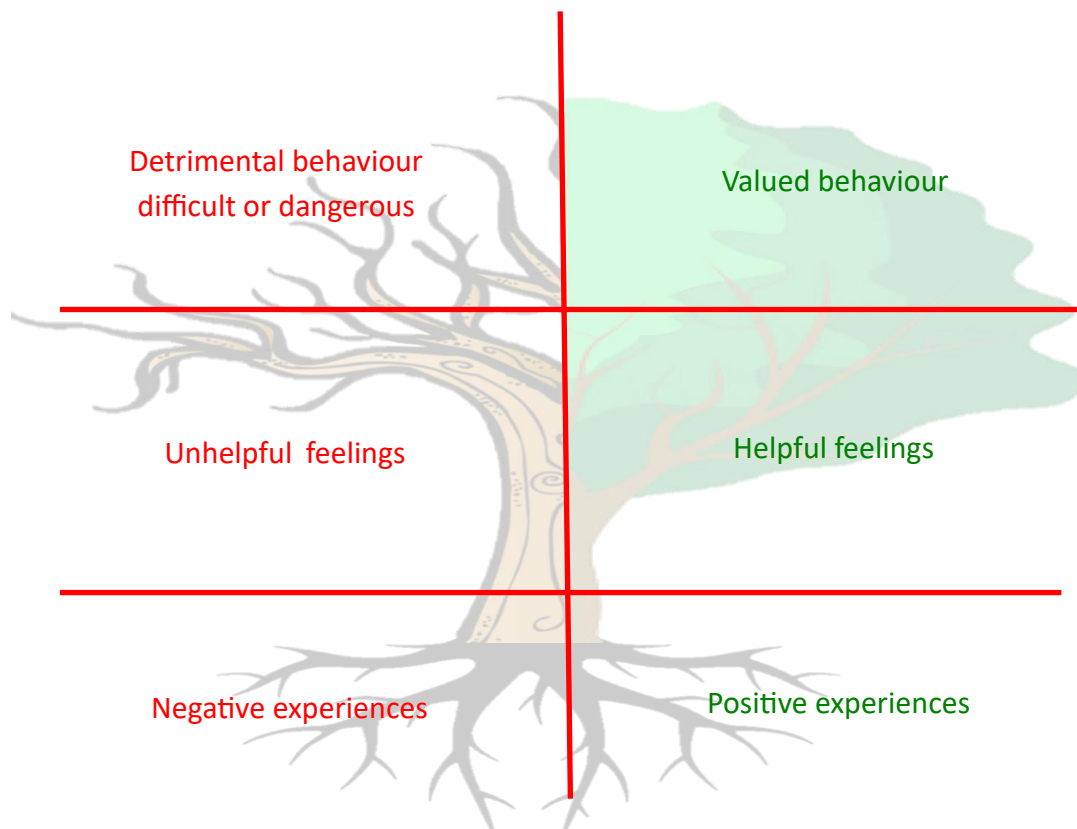 Detrimental behaviour
difficult or dangerous
Valued behaviour
Unhelpful feelings
Helpful feelings
Negative experiences
Positive experiences